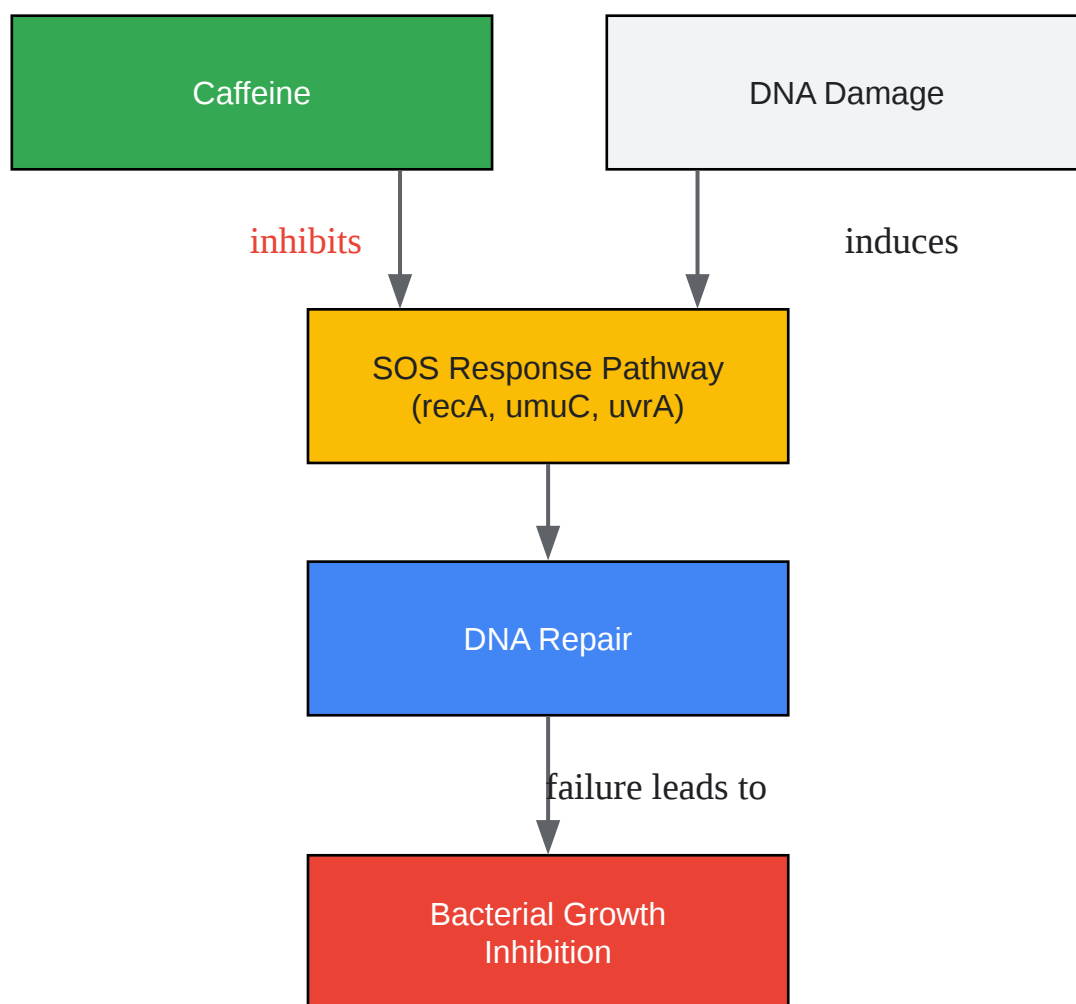 Caffeine
DNA Damage
inhibits
induces
SOS Response Pathway
(recA, umuC, uvrA)
DNA Repair
failure leads to
Bacterial Growth
Inhibition